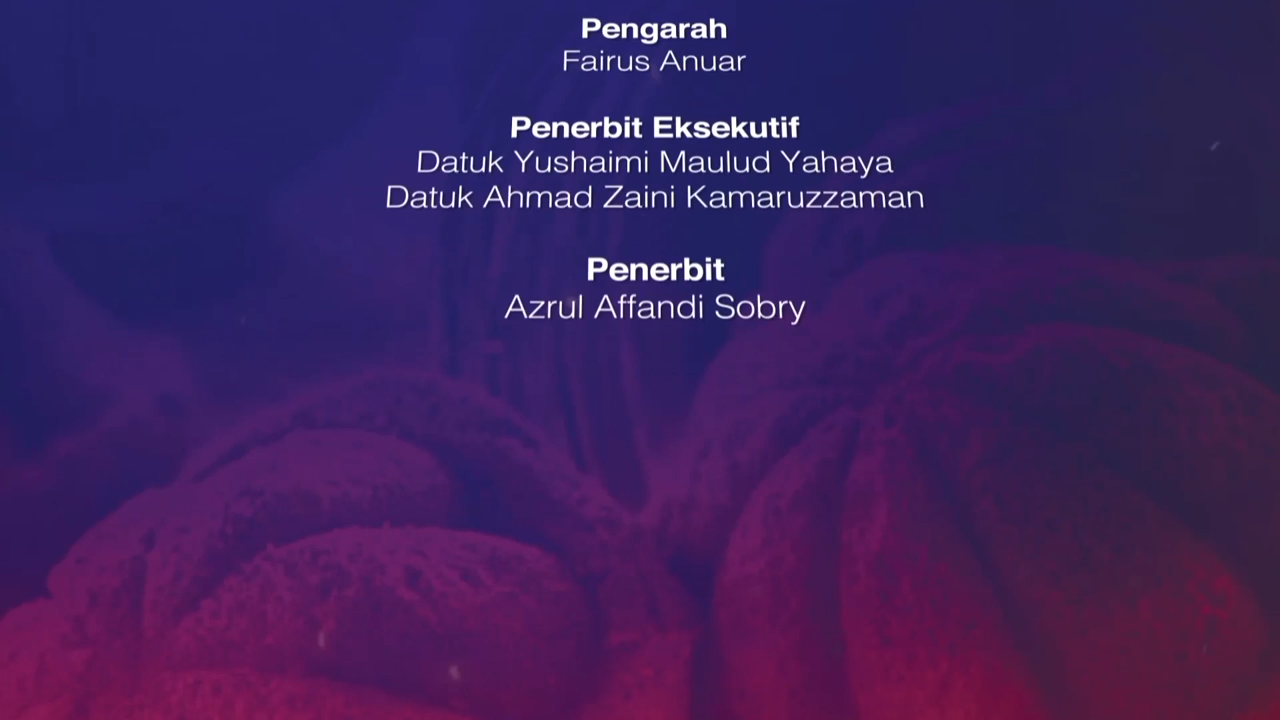 Pengarah
Fairus Anuar
Penerbit Eksekutif
Datuk Yushaimi Maulud Yahaya
Datuk Ahmad Zaini Kamaruzzaman
Penerbit
Azrul Affandi Sobry